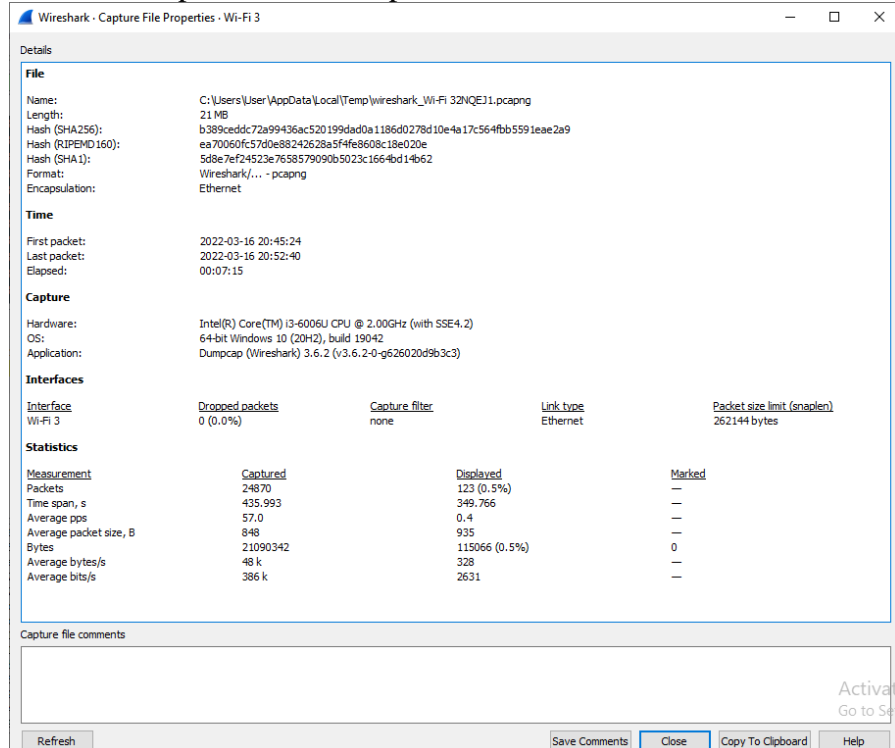 Wireshark · Capture File Properties · Wi-Fi 3
Details
File
Name: C:\Users\User\AppData\Local\Temp\wireshark_Wi-Fi 32NQEJ1.pcapng
Length: 21 MB
Hash (SHA256): b389ceddc72a99436ac520199dad0a1186d0278d10e4a17c564fbb5591eae2a9
Hash (RIPEMD160): ea70060fc57d0e88242628a5f4fe8608c18e020e
Hash (SHA1): 5d8e7ef24523e7658579090b5023c1664bd14b62
Format: Wireshark/... - pcapng
Encapsulation: Ethernet
Time
First packet: 2022-03-16 20:45:24
Last packet: 2022-03-16 20:52:40
Elapsed: 00:07:15
Capture
Hardware: Intel(R) Core(TM) i3-6006U CPU @ 2.00GHz (with SSE4.2)
OS: 64-bit Windows 10 (20H2), build 19042
Application: Dumpcap (Wireshark) 3.6.2 (v3.6.2-0-g626020d9b3c3)
Interfaces
Interface Dropped packets Capture filter Link type Packet size limit (snaplen)
Wi-Fi 3 0 (0.0%) none Ethernet 262144 bytes
Statistics
Measurement Captured Displayed Marked
Packets 24870 123 (0.5%) —
Time span, s 435.993 349.766 —
Average pps 57.0 0.4 —
Average packet size, B 848 935 —
Bytes 21090342 115066 (0.5%) 0
Average bytes/s 48 k 328 —
Average bits/s 386 k 2631 —
Capture file comments
Activat
Go to Se
Refresh Save Comments Close Copy To Clipboard Help